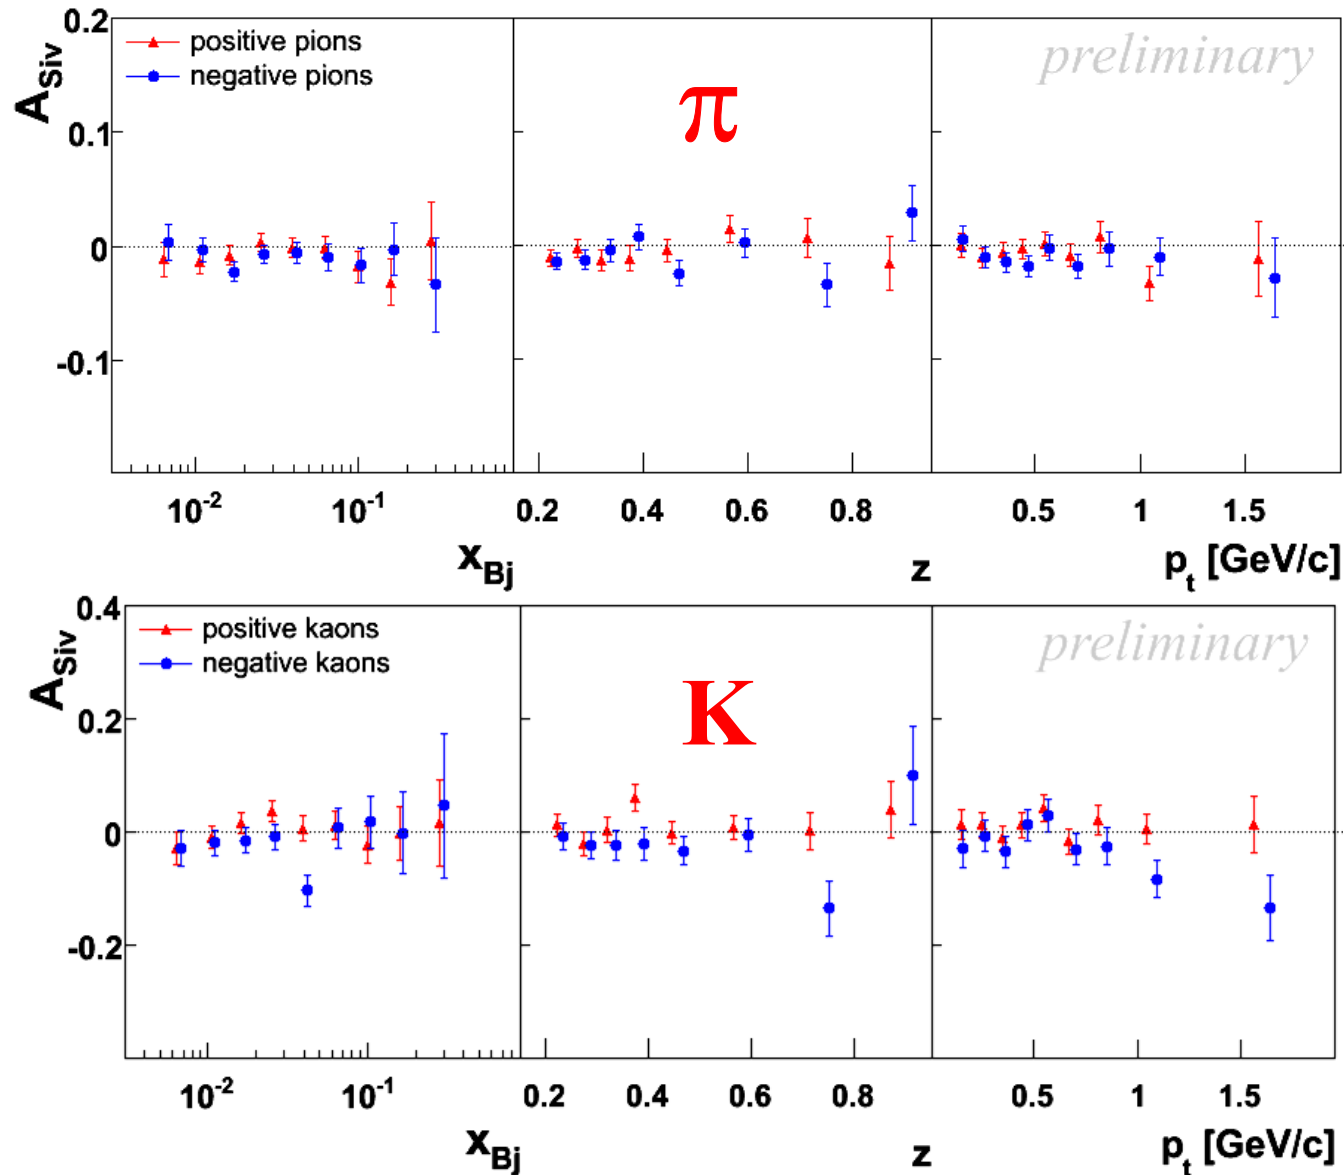 0.2
positive pions
negative pions
preliminary
A_Siv
π
0.1
0
-0.1
10^-2 10^-1 0.2 0.4 0.6 0.8 0.5 1 1.5
x_Bj z p_t [GeV/c]
0.4
positive kaons
negative kaons
preliminary
A_Siv
K
0.2
0
-0.2
10^-2 10^-1 0.2 0.4 0.6 0.8 0.5 1 1.5
x_Bj z p_t [GeV/c]